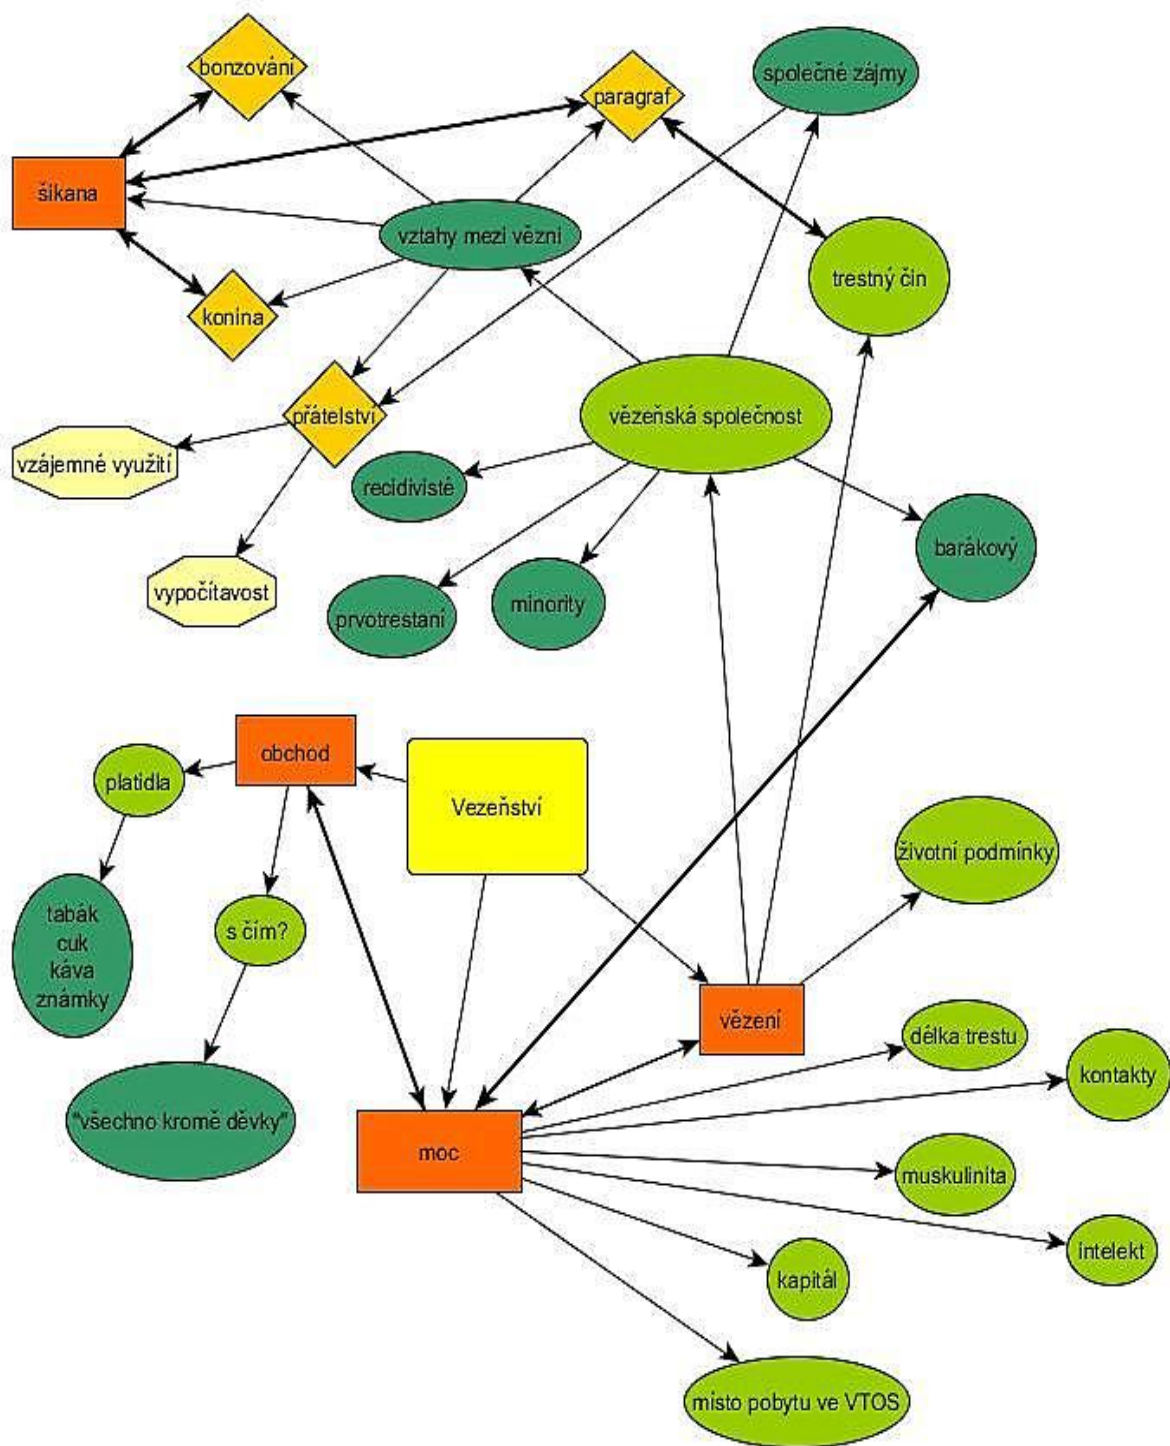 bonzování
společné zájmy
paragraf
šikana
vztahy mezi vězni
trestný čin
konina
přátelství
vězeňská společnost
vzájemné využití
recidivisté
barákový
vypočítavost
prvotrestaní
minority
obchod
platidla
Vezeňství
životní podmínky
tabák
cuk
káva
známky
s čím?
vězení
délka trestu
kontakty
"všechno kromě děvky"
moc
muskulinita
intelekt
kapitál
místo pobytu ve VTOS